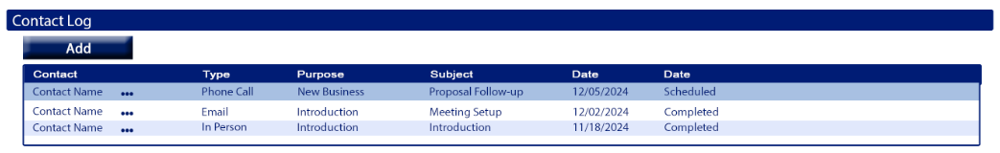 Contact Log
Add
Contact Type Purpose Subject Date Date
Contact Name ... Phone Call New Business Proposal Follow-up 12/05/2024 Scheduled
Contact Name ... Email Introduction Meeting Setup 12/02/2024 Completed
Contact Name ... In Person Introduction Introduction 11/18/2024 Completed